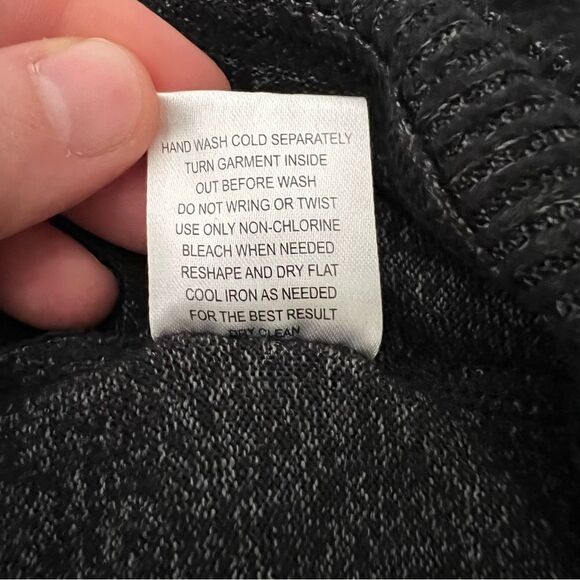 HAND WASH COLD SEPARATELY
TURN GARMENT INSIDE
OUT BEFORE WASH
DO NOT WRING OR TWIST
USE ONLY NON-CHLORINE
BLEACH WHEN NEEDED
RESHAPE AND DRY FLAT
COOL IRON AS NEEDED
FOR THE BEST RESULT
DRY CLEAN